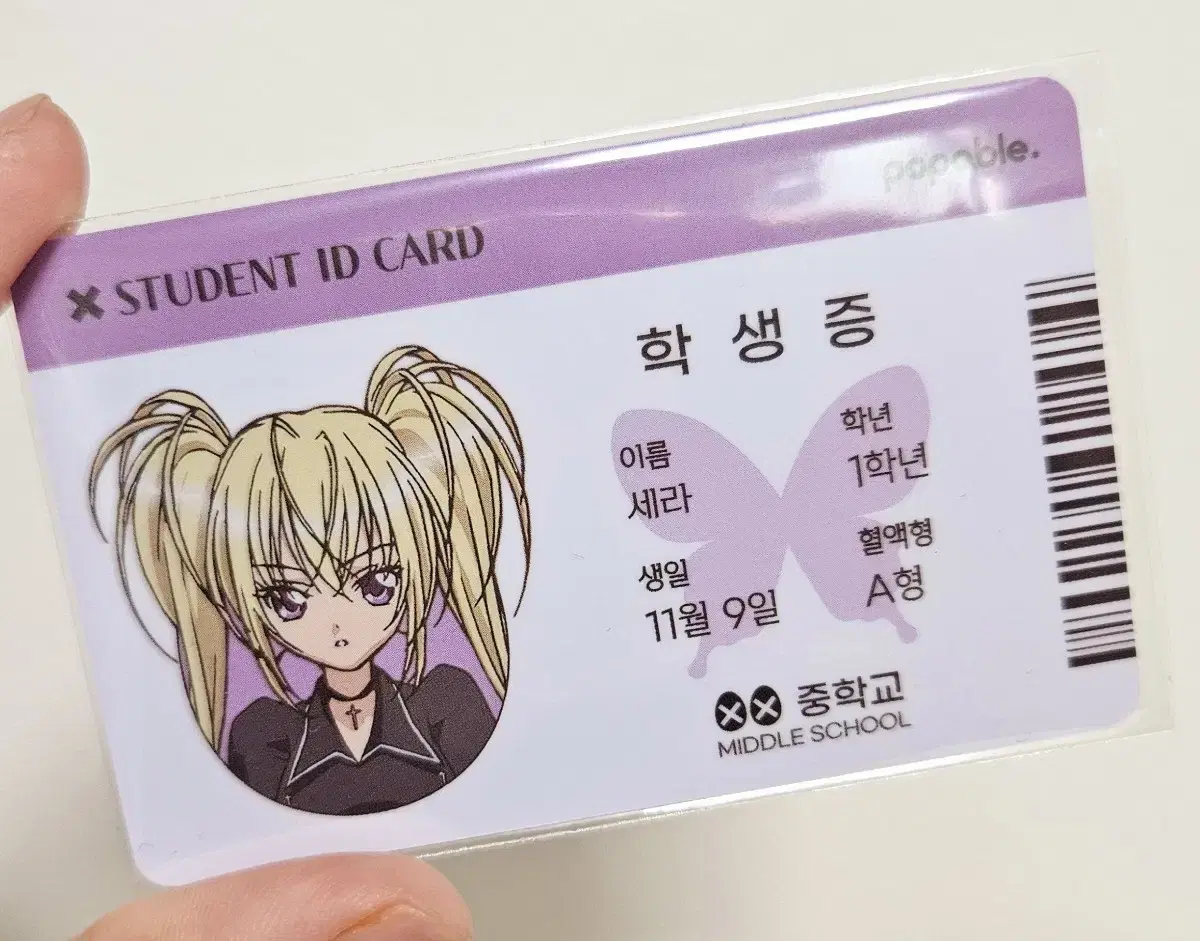 popoble.
STUDENT ID CARD
학생증
이름
세라
학년
1학년
생일
11월 9일
혈액형
A형
중학교
MIDDLE SCHOOL